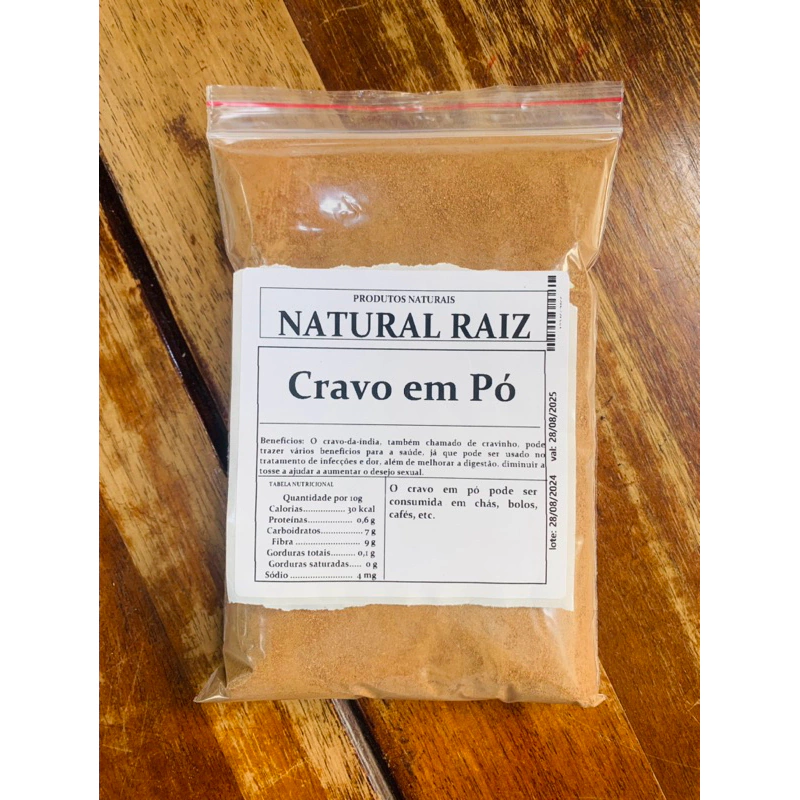 PRODUTOS NATURAIS
NATURAL RAIZ
Cravo em Pó
Benefícios: O cravo-da-índia, também chamado de cravinho, pode
trazer vários benefícios para a saúde, já que pode ser usado no
tratamento de infecções e dor, além de melhorar a digestão, diminuir a
tosse a ajudar a aumentar o desejo sexual.
TABELA NUTRICIONAL
Quantidade por 10g
Calorias................ 30 kcal
Proteínas................. 0,6 g
Carboidratos................ 7 g
Fibra ......................... 9 g
Gorduras totais.......... 0,1 g
Gorduras saturadas..... 0 g
Sódio ........................ 4 mg
O cravo em pó pode ser
consumida em chás, bolos,
cafés, etc.
lote: 28/08/2024 val: 28/08/2025